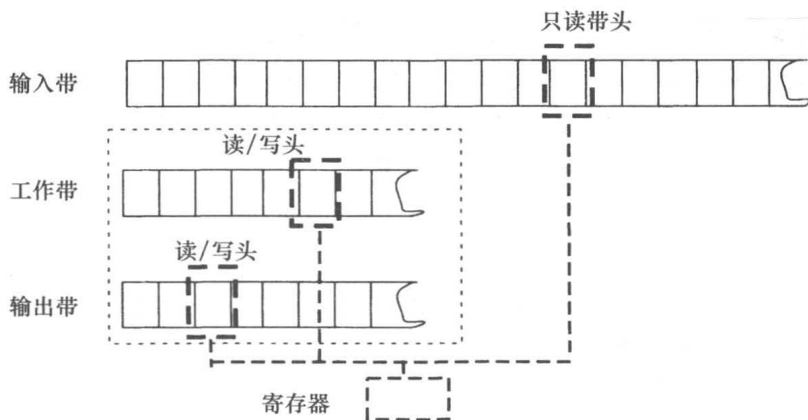 只读带头
输入带
读/写头
工作带
读/写头
输出带
寄存器